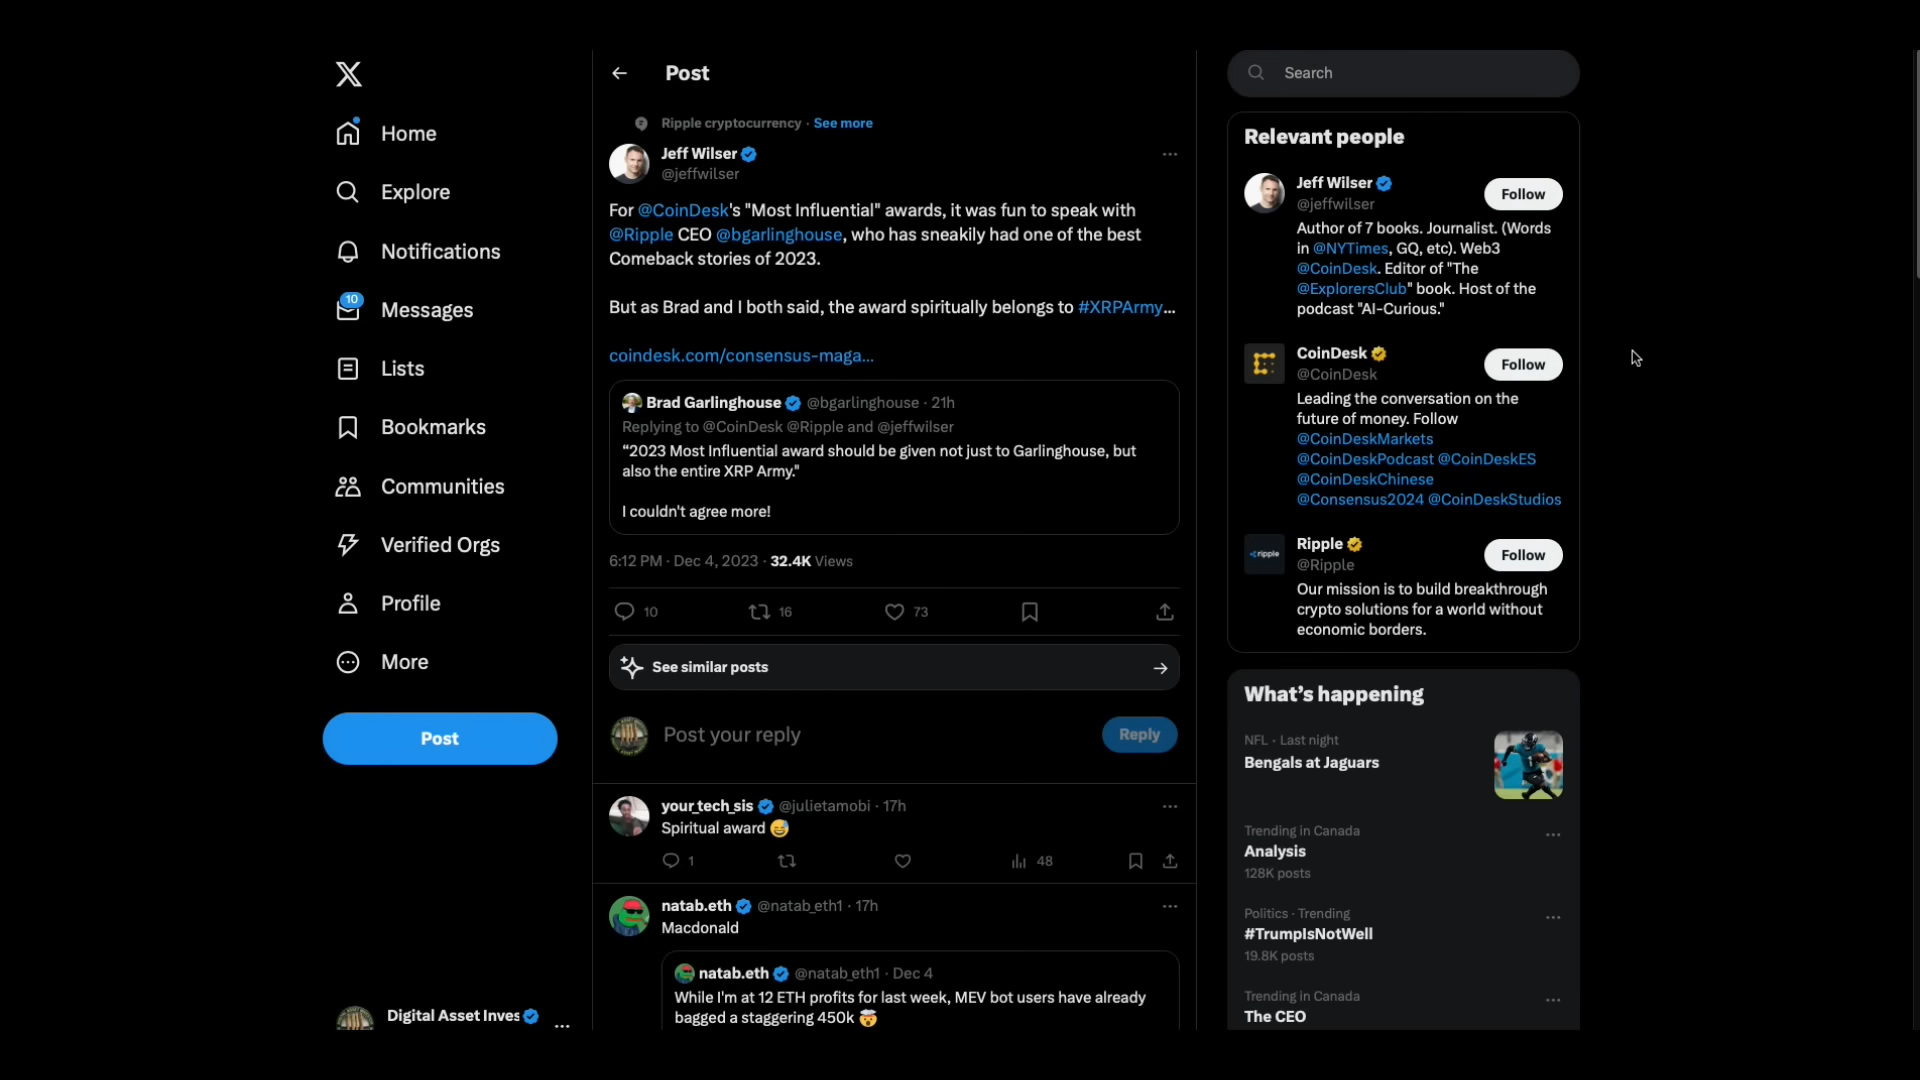 Home
Explore
Notifications
10
Messages
Lists
Bookmarks
Communities
Verified Orgs
Profile
More
Post
Digital Asset Inves
...
Post
Ripple cryptocurrency · See more
Jeff Wilser
@jeffwilser
For @CoinDesk's "Most Influential" awards, it was fun to speak with
@Ripple CEO @bgarlinghouse, who has sneakily had one of the best
Comeback stories of 2023.
But as Brad and I both said, the award spiritually belongs to #XRPArmy...
coindesk.com/consensus-maga...
Brad Garlinghouse @bgarlinghouse · 21h
Replying to @CoinDesk @Ripple and @jeffwilser
“2023 Most Influential award should be given not just to Garlinghouse, but
also the entire XRP Army."
I couldn't agree more!
6:12 PM · Dec 4, 2023 · 32.4K Views
10 16 73
See similar posts
Post your reply
Reply
your_tech_sis @julietamobi · 17h
Spiritual award 😅
1 48
natab.eth @natab_eth1 · 17h
Macdonald
natab.eth @natab_eth1 · Dec 4
While I'm at 12 ETH profits for last week, MEV bot users have already
bagged a staggering 450k 🤯
Search
Relevant people
Jeff Wilser
@jeffwilser
Follow
Author of 7 books. Journalist. (Words
in @NYTimes, GQ, etc). Web3
@CoinDesk. Editor of "The
@ExplorersClub" book. Host of the
podcast "AI-Curious."
CoinDesk
@CoinDesk
Follow
Leading the conversation on the
future of money. Follow
@CoinDeskMarkets
@CoinDeskPodcast @CoinDeskES
@CoinDeskChinese
@Consensus2024 @CoinDeskStudios
ripple
Ripple
@Ripple
Follow
Our mission is to build breakthrough
crypto solutions for a world without
economic borders.
What’s happening
NFL · Last night
Bengals at Jaguars
Trending in Canada
Analysis
128K posts
Politics · Trending
#TrumpIsNotWell
19.8K posts
Trending in Canada
The CEO